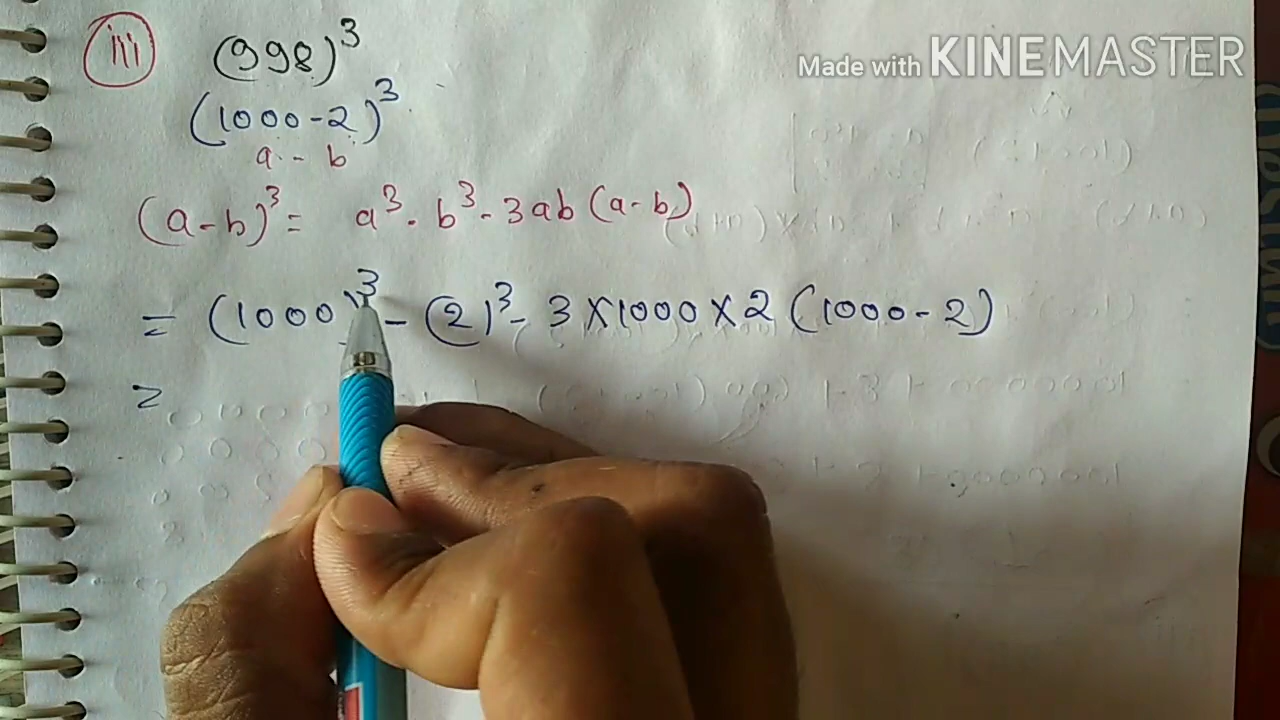 iii (998)³
Made with KINEMASTER
(1000-2)³
a - b
(a-b)³ = a³ - b³ - 3ab (a-b)
= (1000)³ - (2)³ - 3 × 1000 × 2 (1000-2)
=